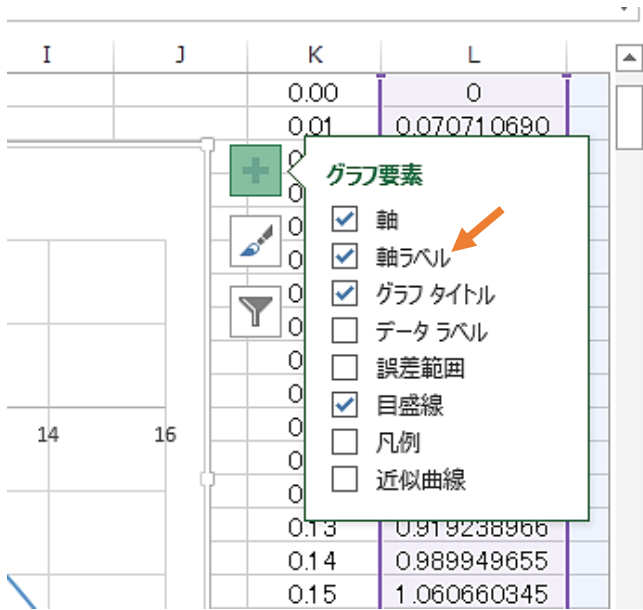 I J K L
0.00 0
0.01 0.070710690
グラフ要素
軸
軸ラベル
グラフ タイトル
データ ラベル
誤差範囲
目盛線
凡例
近似曲線
14 16
0.13 0.919238966
0.14 0.989949655
0.15 1.060660345